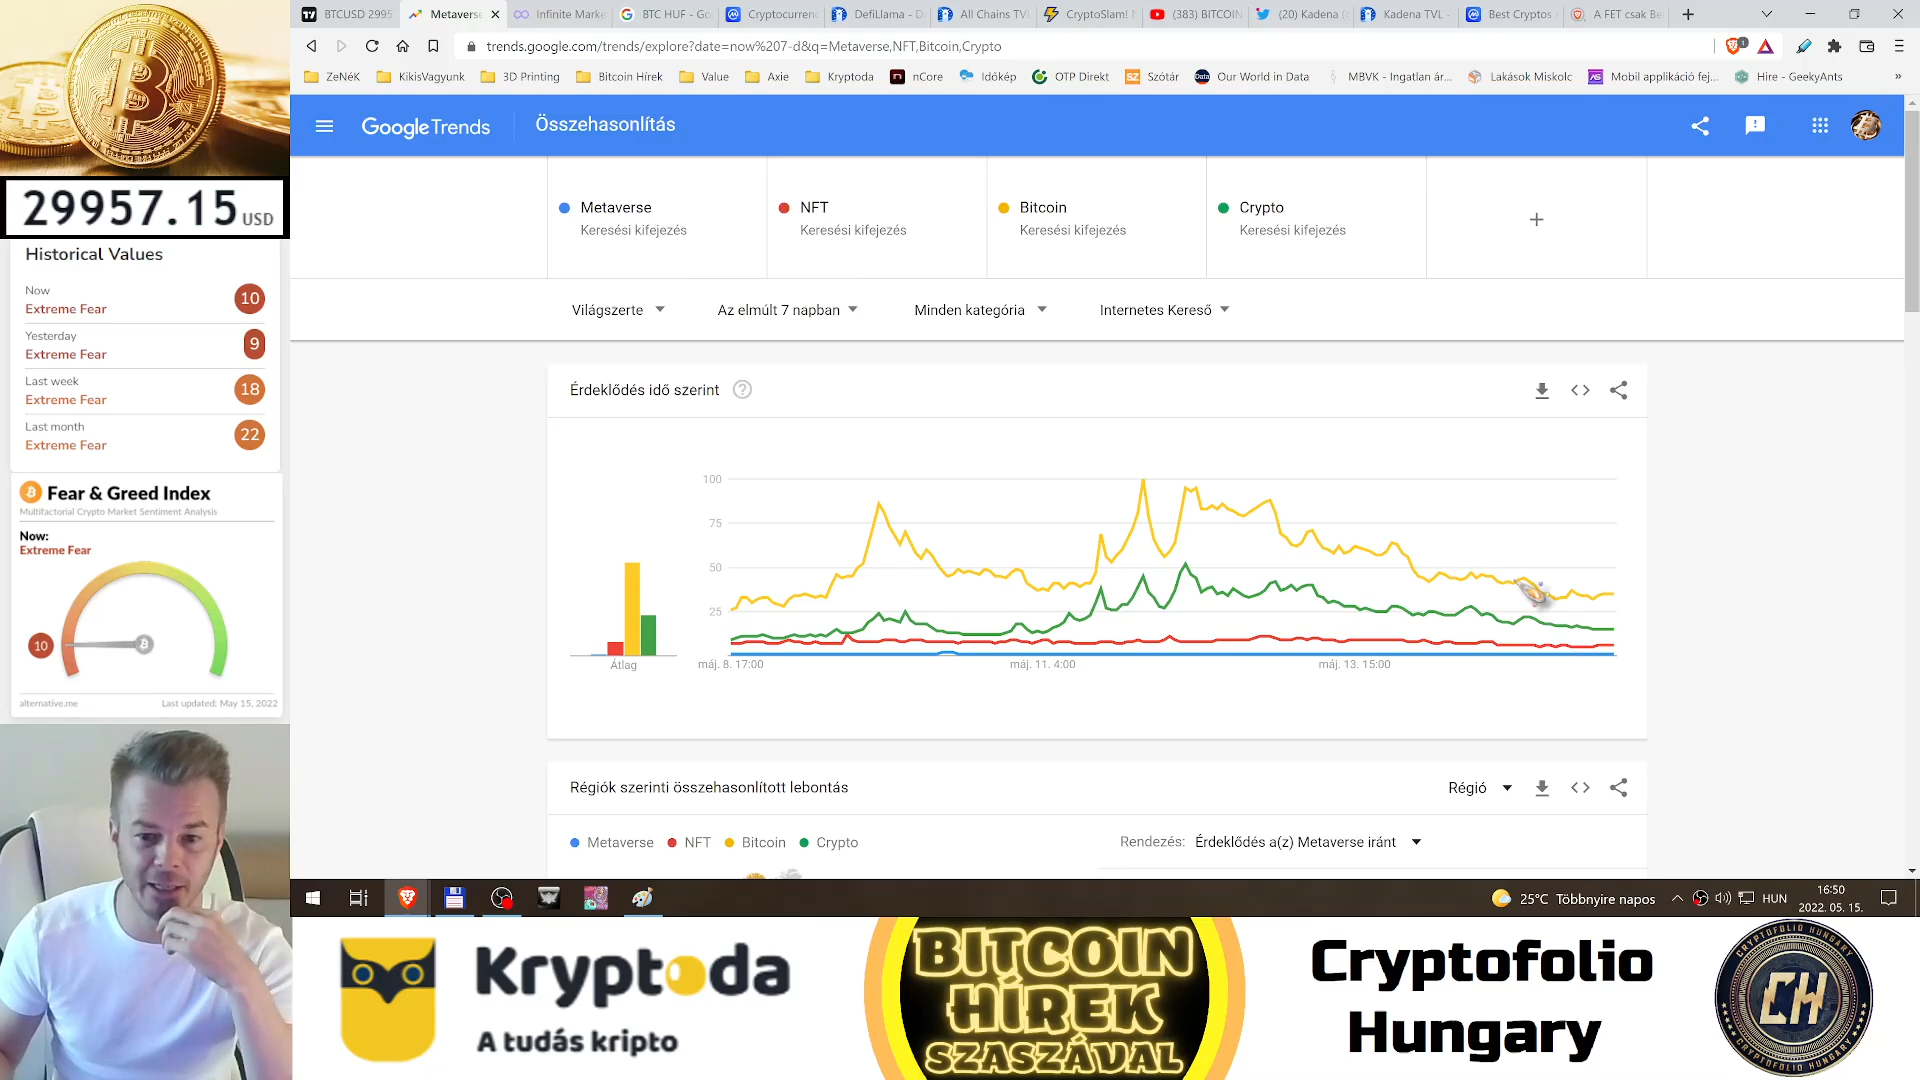 BTCUSD 2995
Metaverse
Infinite Mark
BTC HUF - Go
Cryptocurren
DefiLlama - D
All Chains TVL
CryptoSlam!
(383) BITCOIN
(20) Kadena (
Kadena TVL -
Best Cryptos
A FET csak Be
trends.google.com/trends/explore?date=now%207-d&q=Metaverse,NFT,Bitcoin,Crypto
1
ZeNéK
KikisVagyunk
3D Printing
Bitcoin Hírek
Value
Axie
Kryptoda
nCore
Időkép
OTP Direkt
Szótár
Our World in Data
MBVK - Ingatlan ár...
Lakások Miskolc
Mobil applikáció fej...
Hire - GeekyAnts
»
Google Trends
Összehasonlítás
Metaverse
Keresési kifejezés
NFT
Keresési kifejezés
Bitcoin
Keresési kifejezés
Crypto
Keresési kifejezés
+
Világszerte
Az elmúlt 7 napban
Minden kategória
Internetes Kereső
Érdeklődés idő szerint
100
75
50
25
Átlag
máj. 8. 17:00
máj. 11. 4:00
máj. 13. 15:00
Régiók szerinti összehasonlított lebontás
Régió
Metaverse
NFT
Bitcoin
Crypto
Rendezés:
Érdeklődés a(z) Metaverse iránt
29957.15 USD
Historical Values
Now
Extreme Fear
10
Yesterday
Extreme Fear
9
Last week
Extreme Fear
18
Last month
Extreme Fear
22
Fear & Greed Index
Multifactorial Crypto Market Sentiment Analysis
Now:
Extreme Fear
10
alternative.me
Last updated: May 15, 2022
25°C Többnyire napos
HUN
16:50
2022. 05. 15.
Kryptoda
A tudás kripto
BITCOIN
HÍREK
SZASZÁVAL
Cryptofolio
Hungary
CRYPTOFOLIO HUNGARY
CH
CRYPTOFOLIO HUNGARY